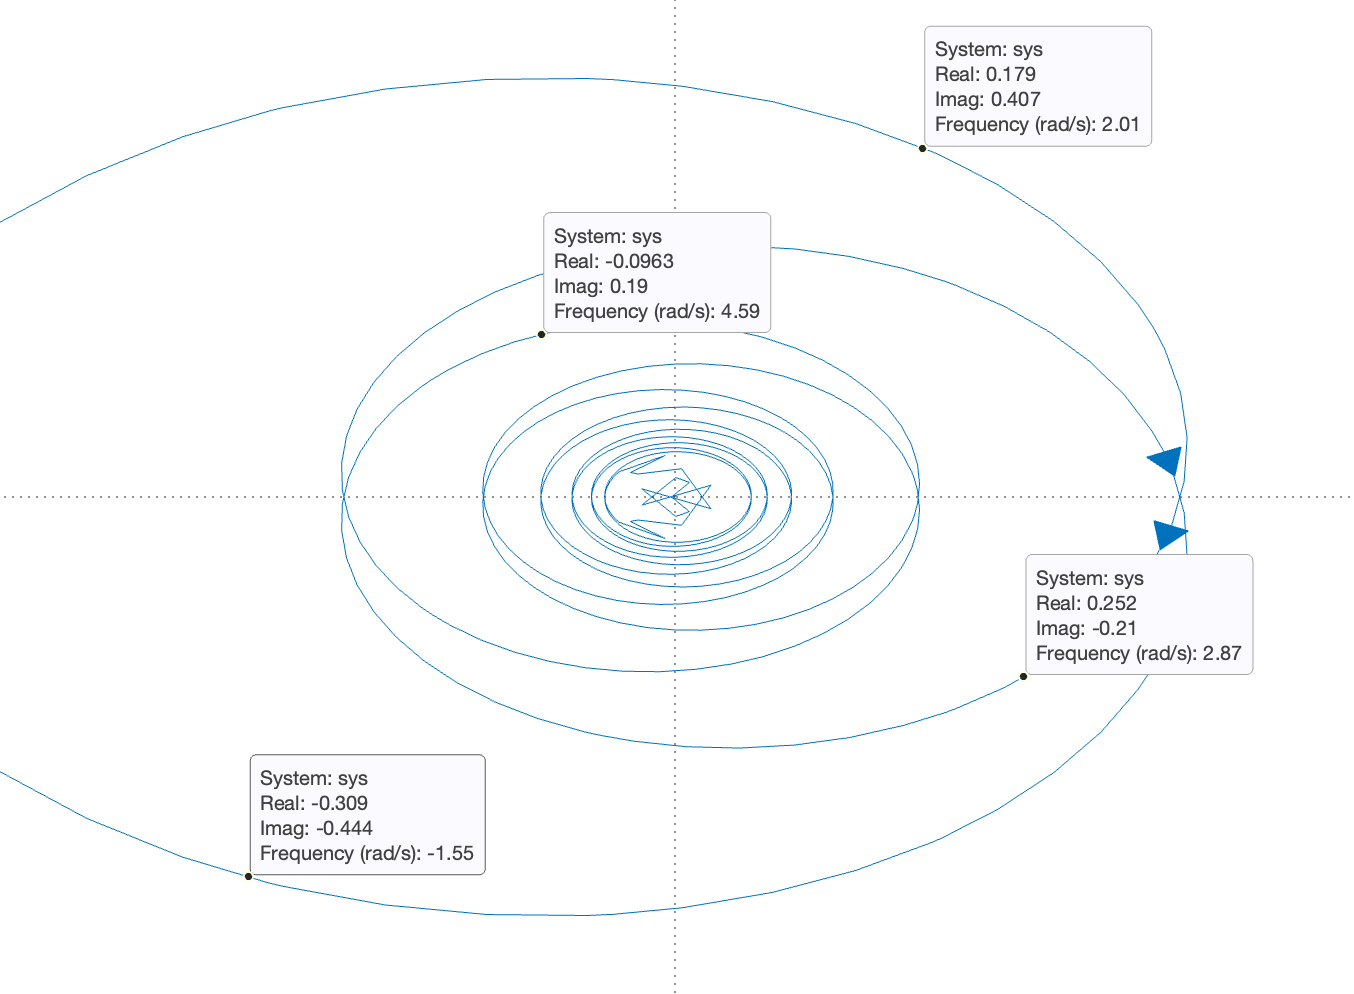 System: sys
Real: 0.179
Imag: 0.407
Frequency (rad/s): 2.01
System: sys
Real: -0.0963
Imag: 0.19
Frequency (rad/s): 4.59
System: sys
Real: 0.252
Imag: -0.21
Frequency (rad/s): 2.87
System: sys
Real: -0.309
Imag: -0.444
Frequency (rad/s): -1.55